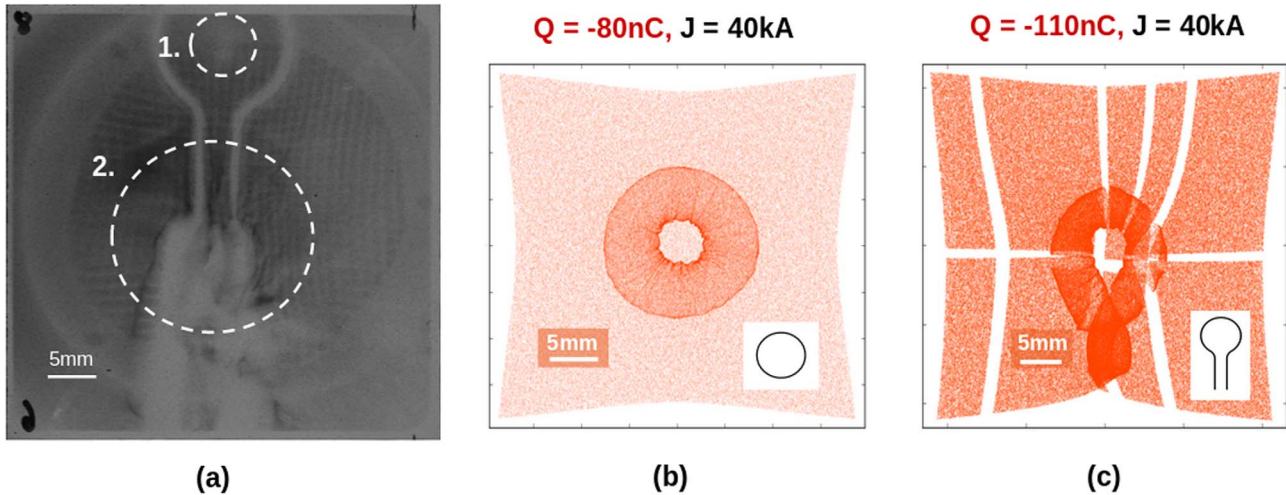 Q = -80nC, J = 40kA
Q = -110nC, J = 40kA
1.
2.
5mm
5mm
5mm
(a)
(b)
(c)